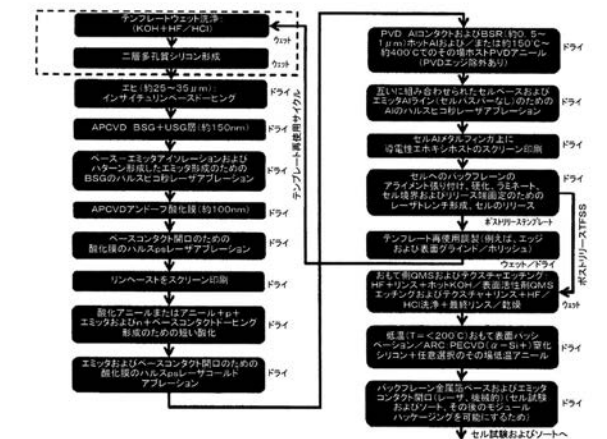 テンプレートウェット洗浄:
(KOH+HF/HCl)
ウェット
二層多孔質シリコン形成
ウェット
エピ(約25~35μm):
インサイチュリンベースドーピング
ドライ
APCVD BSG+USG層(約150nm)
ドライ
ベース-エミッタアイソレーションおよび
パターン形成したエミッタ形成のための
BSGのパルスピコ秒レーザアブレーション
ドライ
APCVDアンドープ酸化膜(約100nm)
ドライ
ベースコンタクト開口のための
酸化膜のパルスpsレーザアブレーション
ドライ
リンペーストをスクリーン印刷
ドライ
酸化アニールまたはアニール+p+
エミッタおよびn+ベースコンタクトドーピング
形成のための短い酸化
ドライ
エミッタおよびベースコンタクト開口のための
酸化膜のパルスpsレーザコールド
アブレーション
ドライ
テンプレート再使用サイクル
PVD AlコンタクトおよびBSR(約0.5~
1μm)ホットAlおよび/または約150℃~
約400℃でのその場ポストPVDアニール
(PVDエッジ除外あり)
ドライ
互いに組み合わせられたセルベースおよび
エミッタAlライン(セルバスバーなし)のための
Alのパルスピコ秒レーザアブレーション
ドライ
セルAlメタルフィンガ上に
導電性エポキシポストのスクリーン印刷
ドライ
セルへのバックフレーンの
アライメント張り付け、硬化、ラミネート、
セル境界およびリリース端画定のための
レーザトレンチ形成、セルのリリース
ドライ
ポストリリーステンプレート
テンプレート再使用調製(例えば、エッジ
および表面グラインド/ポリッシュ)
ウェット/ドライ
ポストリリースTFSS
おもて側QMSおよびテクスチャエッチング:
HF+リンス+ホットKOH/表面活性剤QMS
エッチングおよびテクスチャ+リンス+HF/
HCl洗浄+最終リンス/乾燥
ウェット
低温(T=<200℃)おもて表面パッシ
ベーション/ARC PECVD(α-Si+)窒化
シリコン+任意選択のその場低温アニール
ドライ
バックフレーン金属箔ベースおよびエミッタ
コンタクト開口(レーザ、機械的)(セル試験
およびソート、その後のモジュール
パッケージングを可能にするため)
ドライ
セル試験およびソートへ